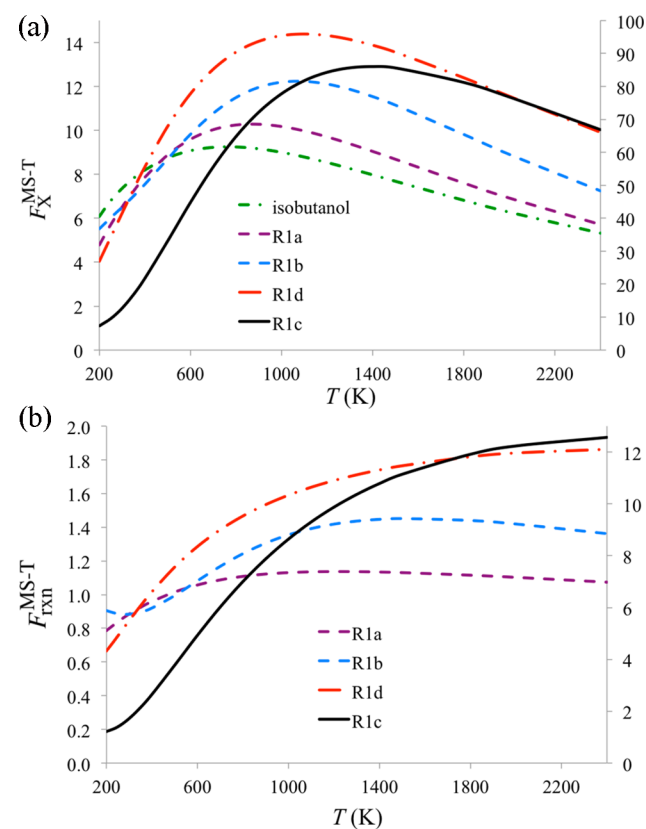 (a)
14
12
10
8
6
4
2
0
F_X^MS-T
100
90
80
70
60
50
40
30
20
10
0
isobutanol
R1a
R1b
R1d
R1c
200 600 1000 1400 1800 2200
T (K)
(b)
2.0
1.8
1.6
1.4
1.2
1.0
0.8
0.6
0.4
0.2
0.0
F_rxn^MS-T
12
10
8
6
4
2
0
R1a
R1b
R1d
R1c
200 600 1000 1400 1800 2200
T (K)